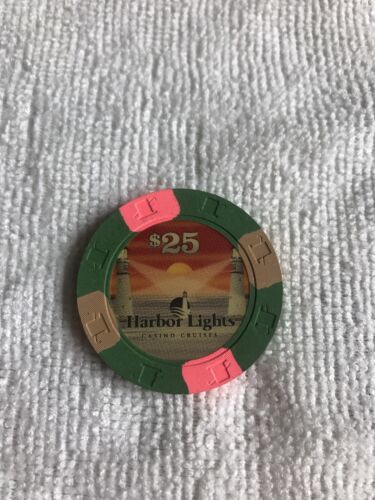 $25
Harbor Lights
CASINO CRUISES